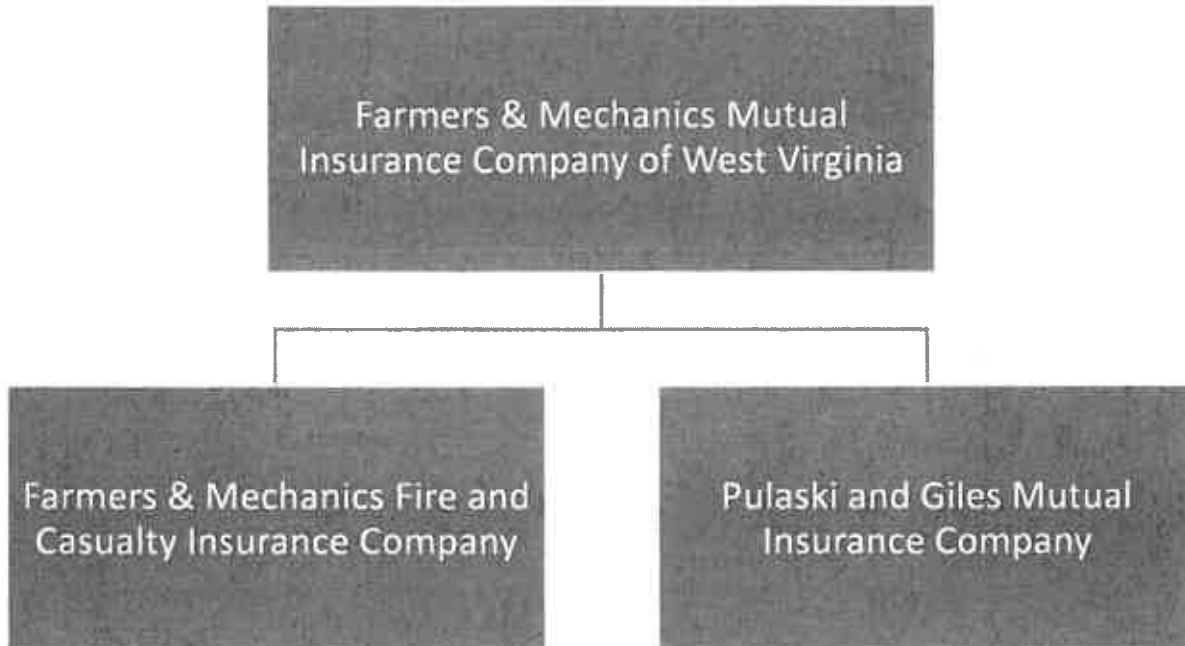 Farmers & Mechanics Mutual
Insurance Company of West Virginia
Farmers & Mechanics Fire and
Casualty Insurance Company
Pulaski and Giles Mutual
Insurance Company